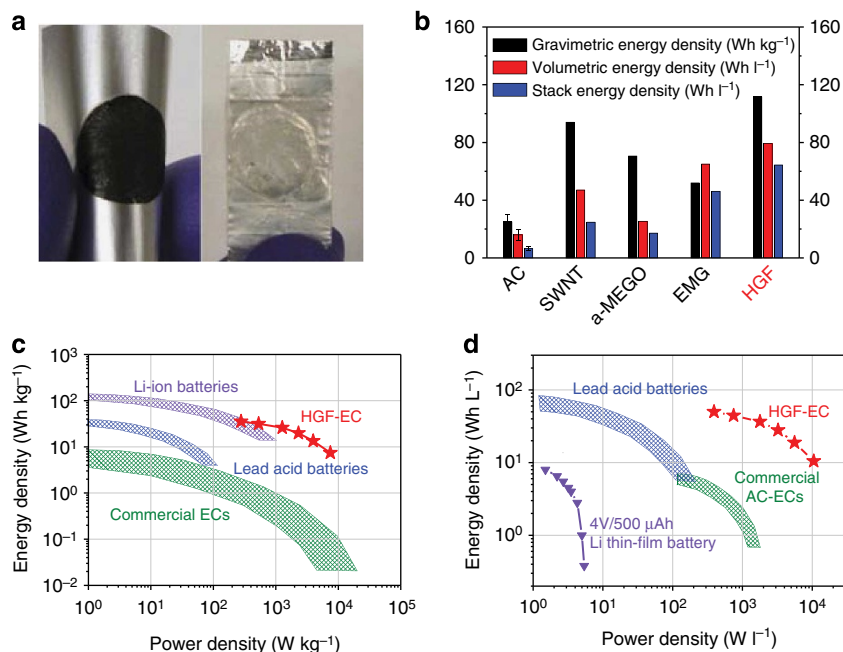 a
b
160
120
80
40
0
Gravimetric energy density (Wh kg⁻¹)
Volumetric energy density (Wh l⁻¹)
Stack energy density (Wh l⁻¹)
160
120
80
40
0
AC
SWNT
a-MEGO
EMG
HGF
c
Energy density (Wh kg⁻¹)
10³
10²
10¹
10⁰
10⁻¹
10⁻²
Li-ion batteries
HGF-EC
Lead acid batteries
Commercial ECs
10⁰ 10¹ 10² 10³ 10⁴ 10⁵
Power density (W kg⁻¹)
d
Energy density (Wh L⁻¹)
10²
10¹
10⁰
Lead acid batteries
HGF-EC
Commercial
AC-ECs
4V/500 μAh
Li thin-film battery
10⁰ 10¹ 10² 10³ 10⁴
Power density (W l⁻¹)